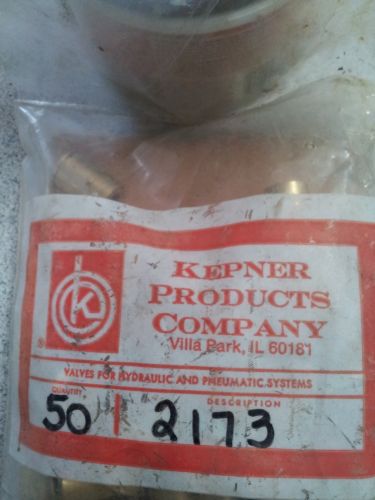 K
®
KEPNER
PRODUCTS
COMPANY
Villa Park, IL 60181
VALVES FOR HYDRAULIC AND PNEUMATIC SYSTEMS
QUANTITY DESCRIPTION
50 2173